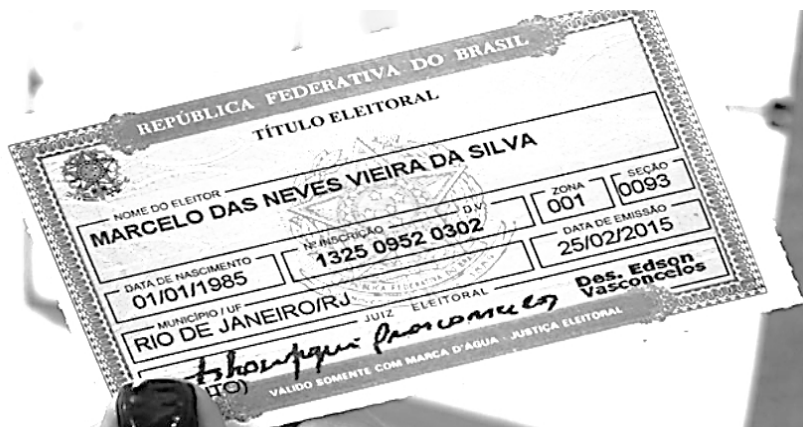 REPÚBLICA FEDERATIVA DO BRASIL
TÍTULO ELEITORAL
NOME DO ELEITOR
MARCELO DAS NEVES VIEIRA DA SILVA
DATA DE NASCIMENTO Nº INSCRIÇÃO D.V. ZONA SEÇÃO
01/01/1985 1325 0952 0302 001 0093
MUNICÍPIO / UF DATA DE EMISSÃO
RIO DE JANEIRO/RJ 25/02/2015
JUIZ ELEITORAL
Des. Edson
Vasconcelos
VÁLIDO SOMENTE COM MARCA D'ÁGUA - JUSTIÇA ELEITORAL